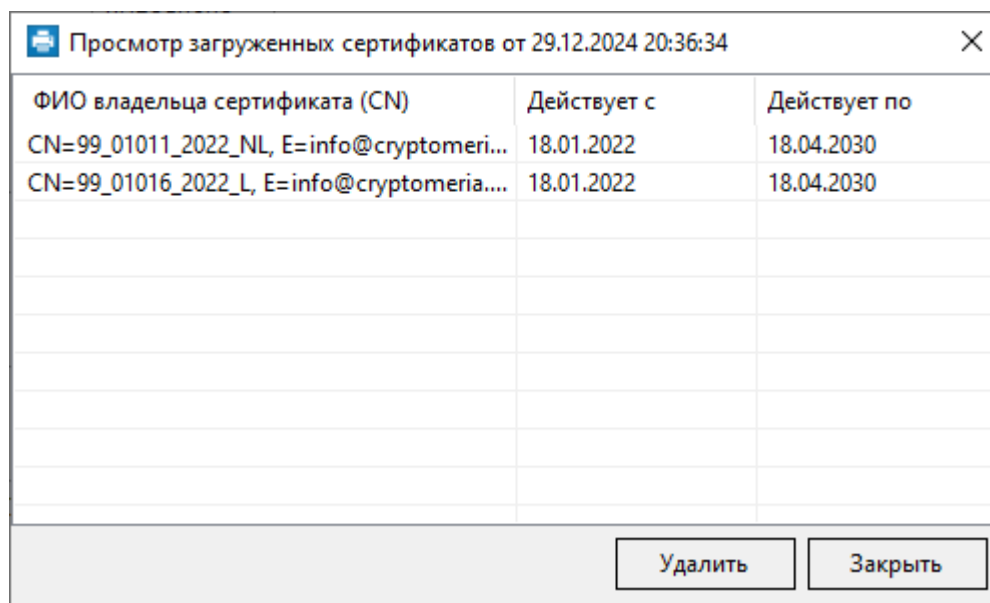 Просмотр загруженных сертификатов от 29.12.2024 20:36:34
ФИО владельца сертификата (CN) Действует с Действует по
CN=99_01011_2022_NL, E=info@cryptomeri... 18.01.2022 18.04.2030
CN=99_01016_2022_L, E=info@cryptomeria.... 18.01.2022 18.04.2030
Удалить Закрыть